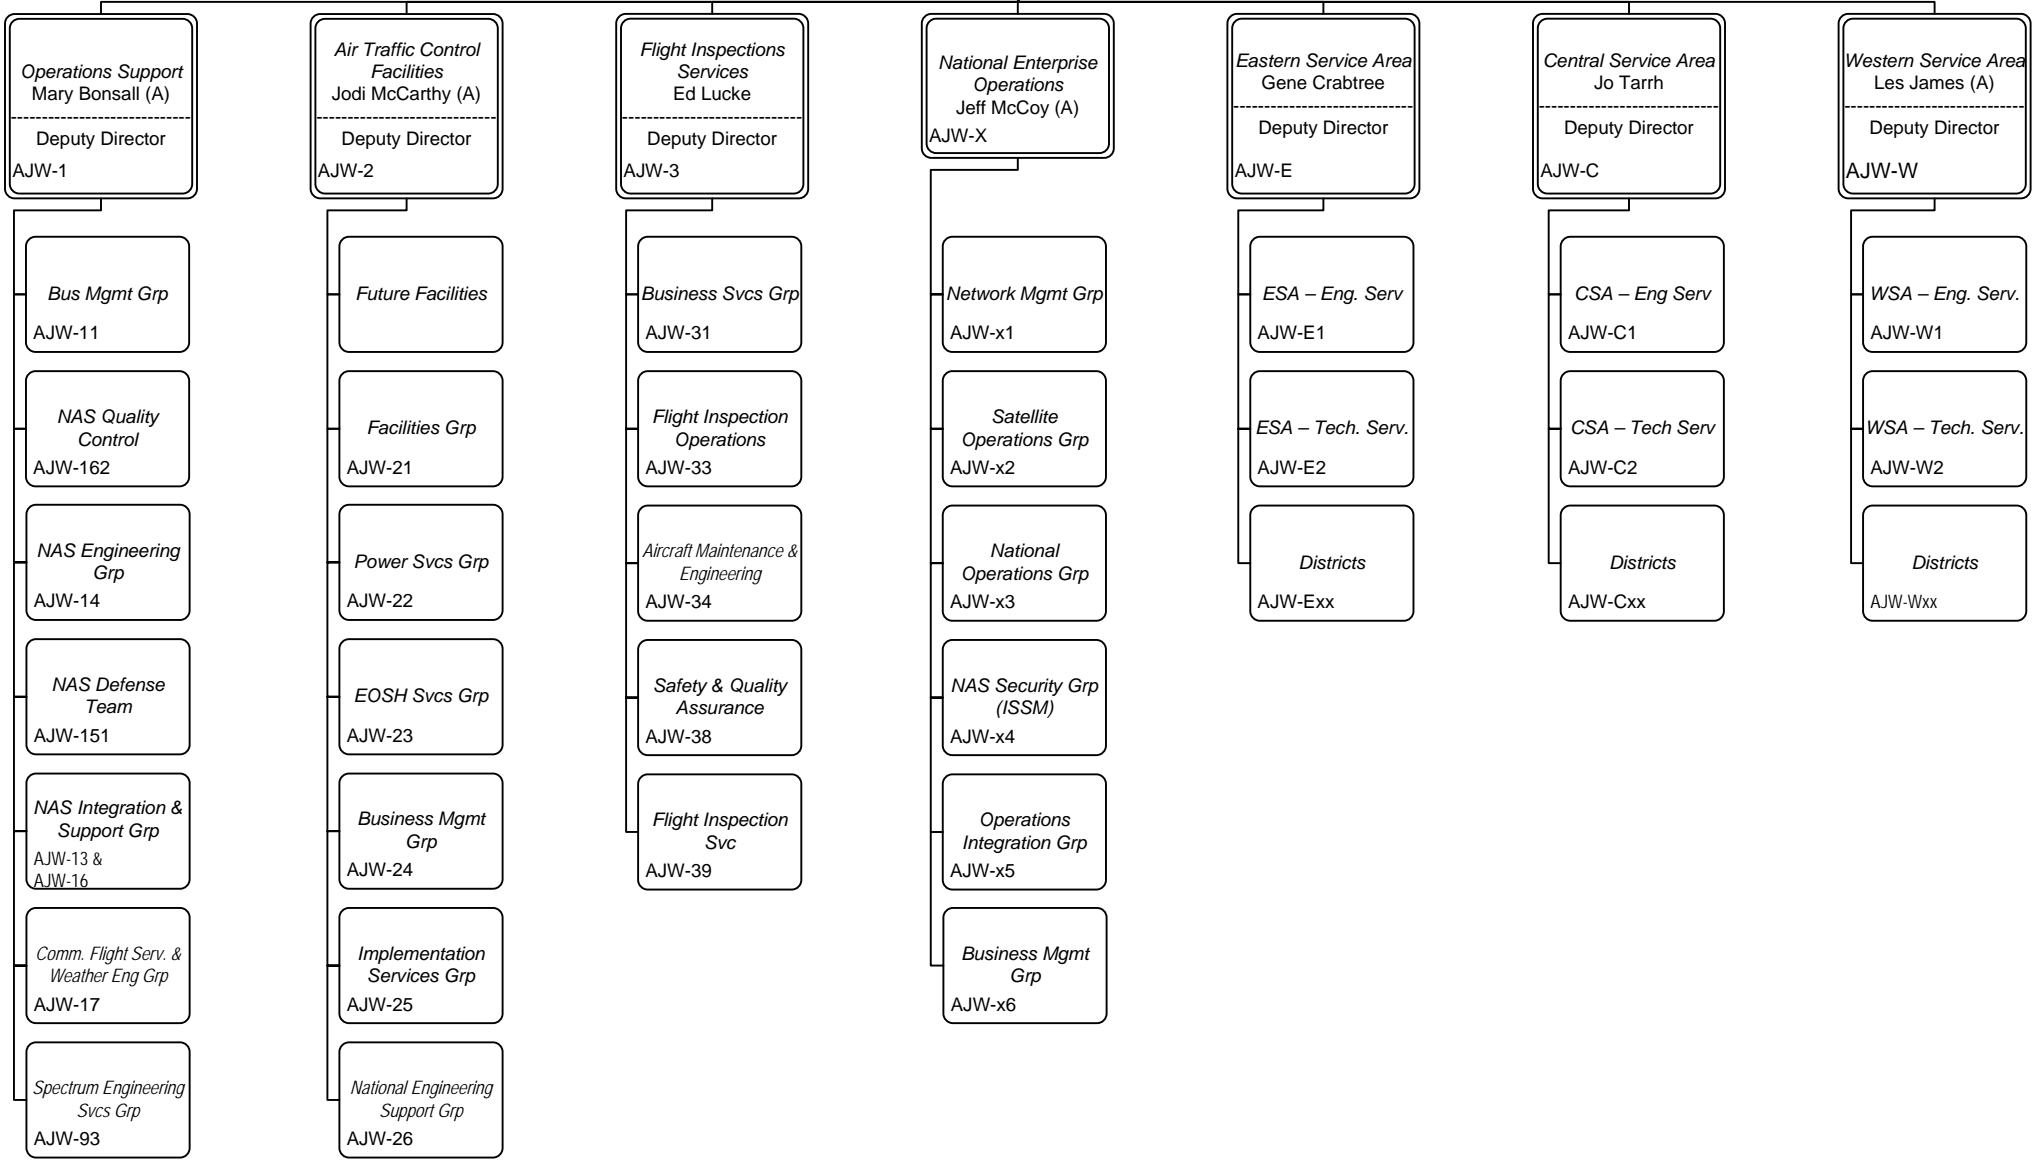 Operations Support
Mary Bonsall (A)
Deputy Director
AJW-1
Bus Mgmt Grp
AJW-11
NAS Quality
Control
AJW-162
NAS Engineering
Grp
AJW-14
NAS Defense
Team
AJW-151
NAS Integration &
Support Grp
AJW-13 &
AJW-16
Comm. Flight Serv. &
Weather Eng Grp
AJW-17
Spectrum Engineering
Svcs Grp
AJW-93
Air Traffic Control
Facilities
Jodi McCarthy (A)
Deputy Director
AJW-2
Future Facilities
Facilities Grp
AJW-21
Power Svcs Grp
AJW-22
EOSH Svcs Grp
AJW-23
Business Mgmt
Grp
AJW-24
Implementation
Services Grp
AJW-25
National Engineering
Support Grp
AJW-26
Flight Inspections
Services
Ed Lucke
Deputy Director
AJW-3
Business Svcs Grp
AJW-31
Flight Inspection
Operations
AJW-33
Aircraft Maintenance &
Engineering
AJW-34
Safety & Quality
Assurance
AJW-38
Flight Inspection
Svc
AJW-39
National Enterprise
Operations
Jeff McCoy (A)
AJW-X
Network Mgmt Grp
AJW-x1
Satellite
Operations Grp
AJW-x2
National
Operations Grp
AJW-x3
NAS Security Grp
(ISSM)
AJW-x4
Operations
Integration Grp
AJW-x5
Business Mgmt
Grp
AJW-x6
Eastern Service Area
Gene Crabtree
Deputy Director
AJW-E
ESA – Eng. Serv
AJW-E1
ESA – Tech. Serv.
AJW-E2
Districts
AJW-Exx
Central Service Area
Jo Tarrh
Deputy Director
AJW-C
CSA – Eng Serv
AJW-C1
CSA – Tech Serv
AJW-C2
Districts
AJW-Cxx
Western Service Area
Les James (A)
Deputy Director
AJW-W
WSA – Eng. Serv.
AJW-W1
WSA – Tech. Serv.
AJW-W2
Districts
AJW-Wxx